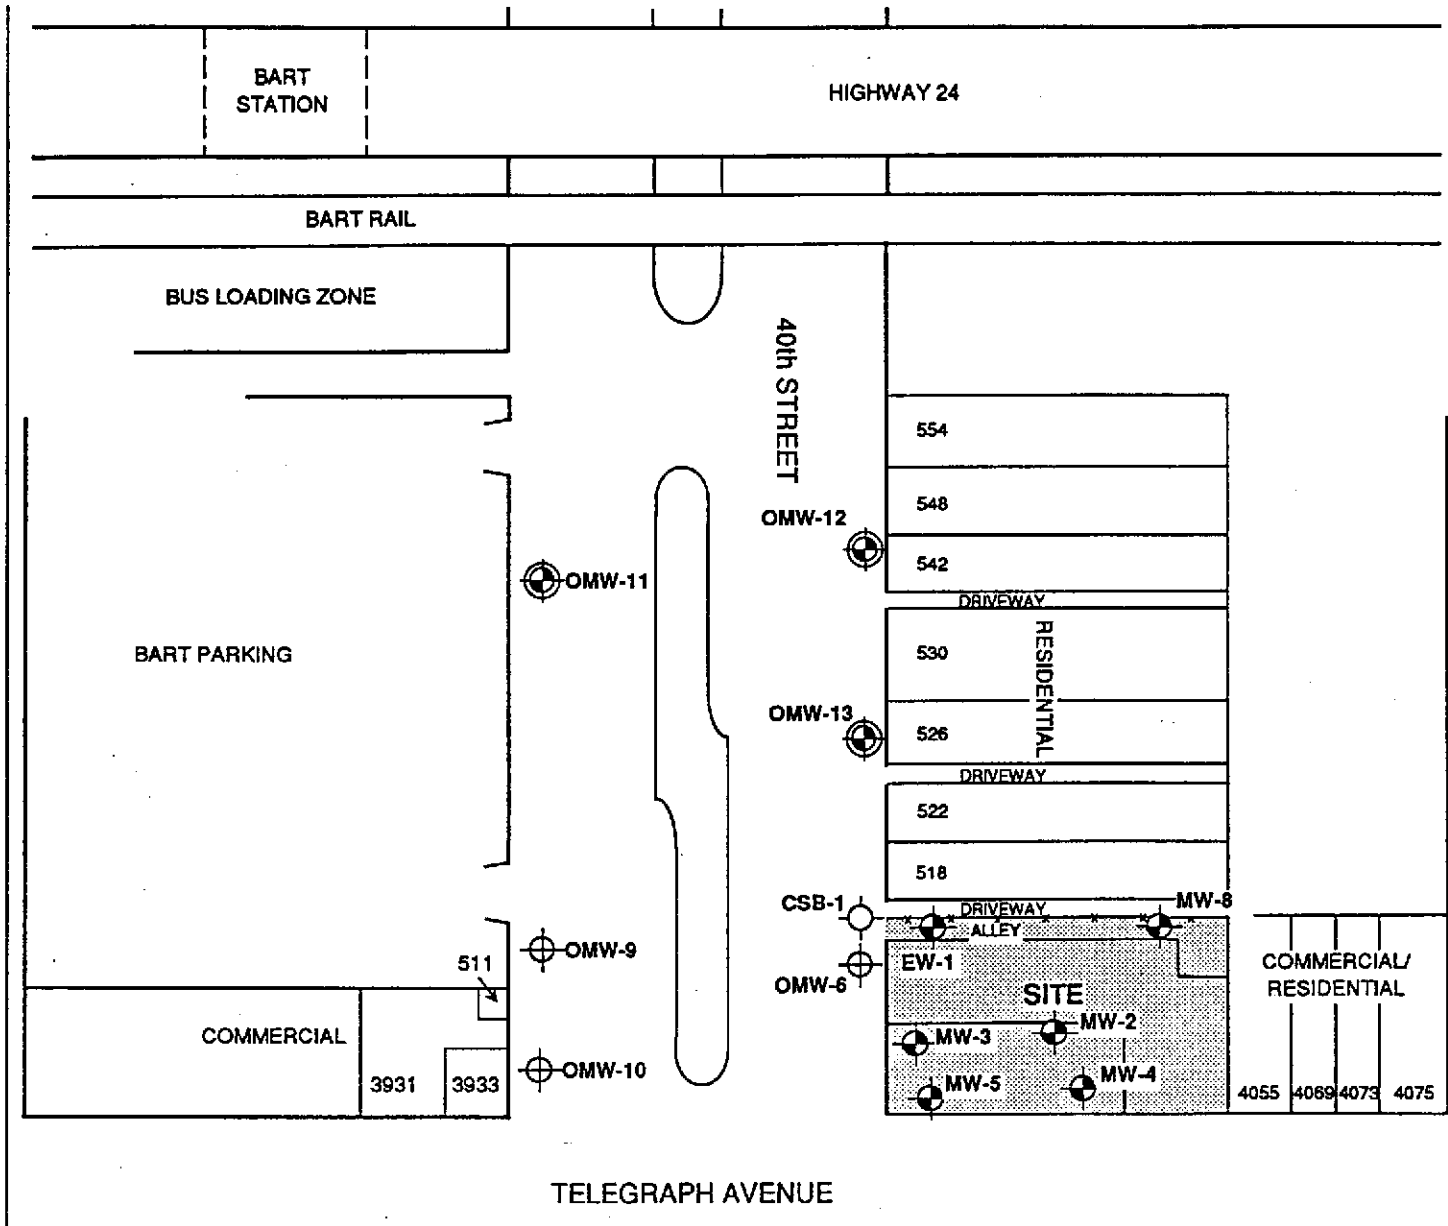 BART
STATION
HIGHWAY 24
BART RAIL
BUS LOADING ZONE
40th STREET
554
548
OMW-12
542
DRIVEWAY
OMW-11
BART PARKING
530
RESIDENTIAL
OMW-13
526
DRIVEWAY
522
518
CSB-1
DRIVEWAY
MW-8
ALLEY
OMW-9
511
EW-1
OMW-6
COMMERCIAL/
RESIDENTIAL
SITE
COMMERCIAL
MW-2
MW-3
OMW-10
3931
3933
MW-5
MW-4
4055
4069
4073
4075
TELEGRAPH AVENUE